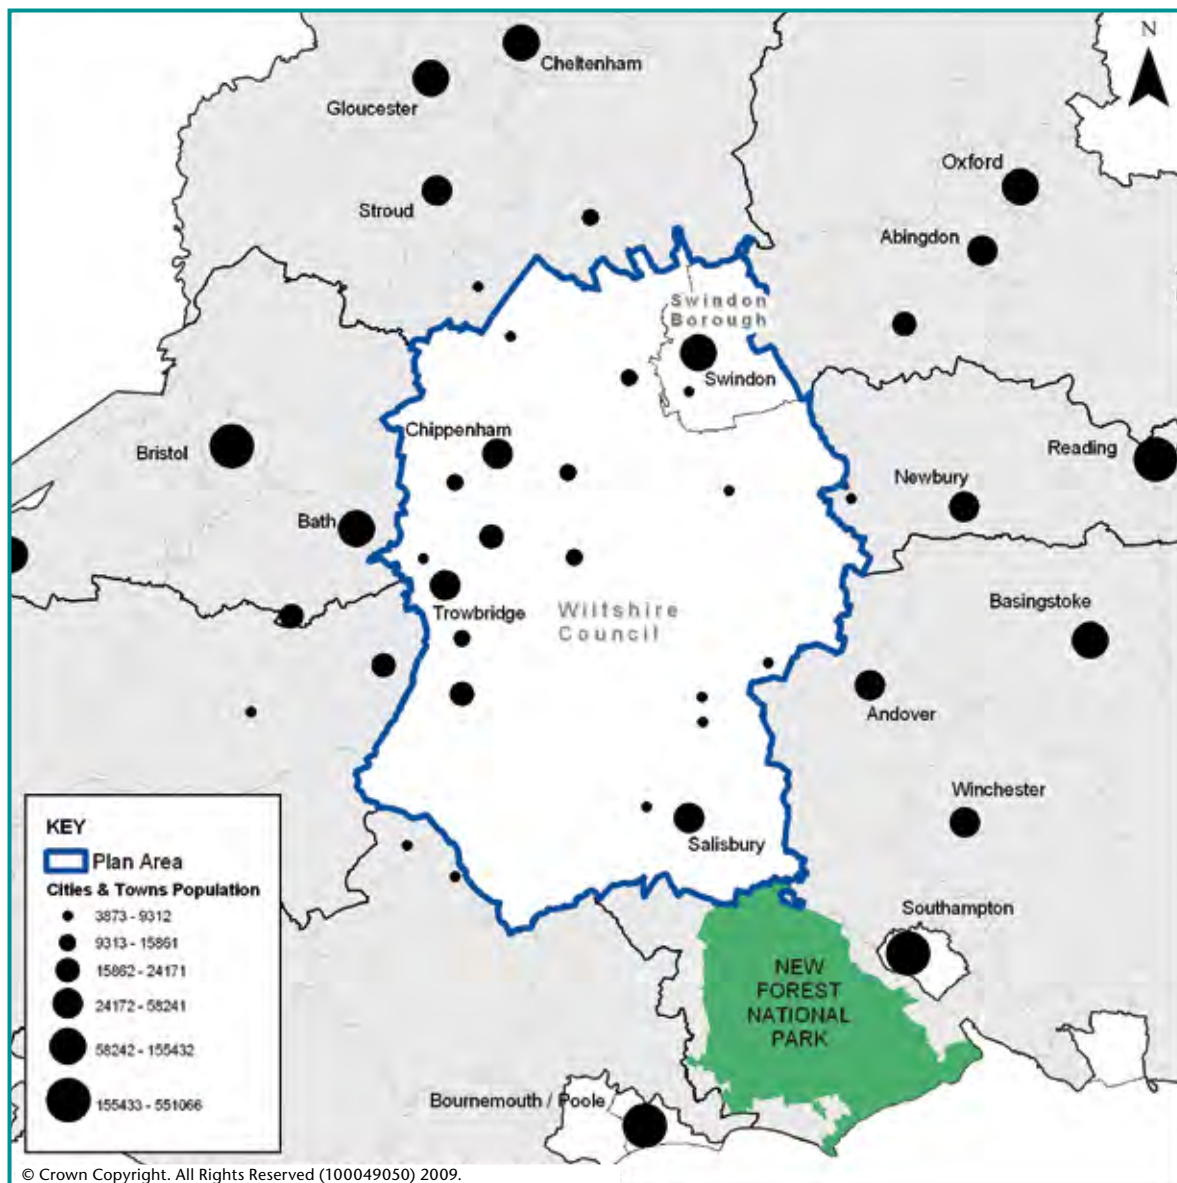 N
Cheltenham
Gloucester
Oxford
Stroud
Abingdon
Swindon
Borough
Swindon
Chippenham
Bristol
Reading
Newbury
Bath
Basingstoke
Trowbridge
Wiltshire
Council
Andover
Winchester
Salisbury
Southampton
NEW
FOREST
NATIONAL
PARK
Bournemouth / Poole
KEY
Plan Area
Cities & Towns Population
3873 - 9312
9313 - 15861
15862 - 24171
24172 - 58241
58242 - 155432
155433 - 551066
© Crown Copyright. All Rights Reserved (100049050) 2009.